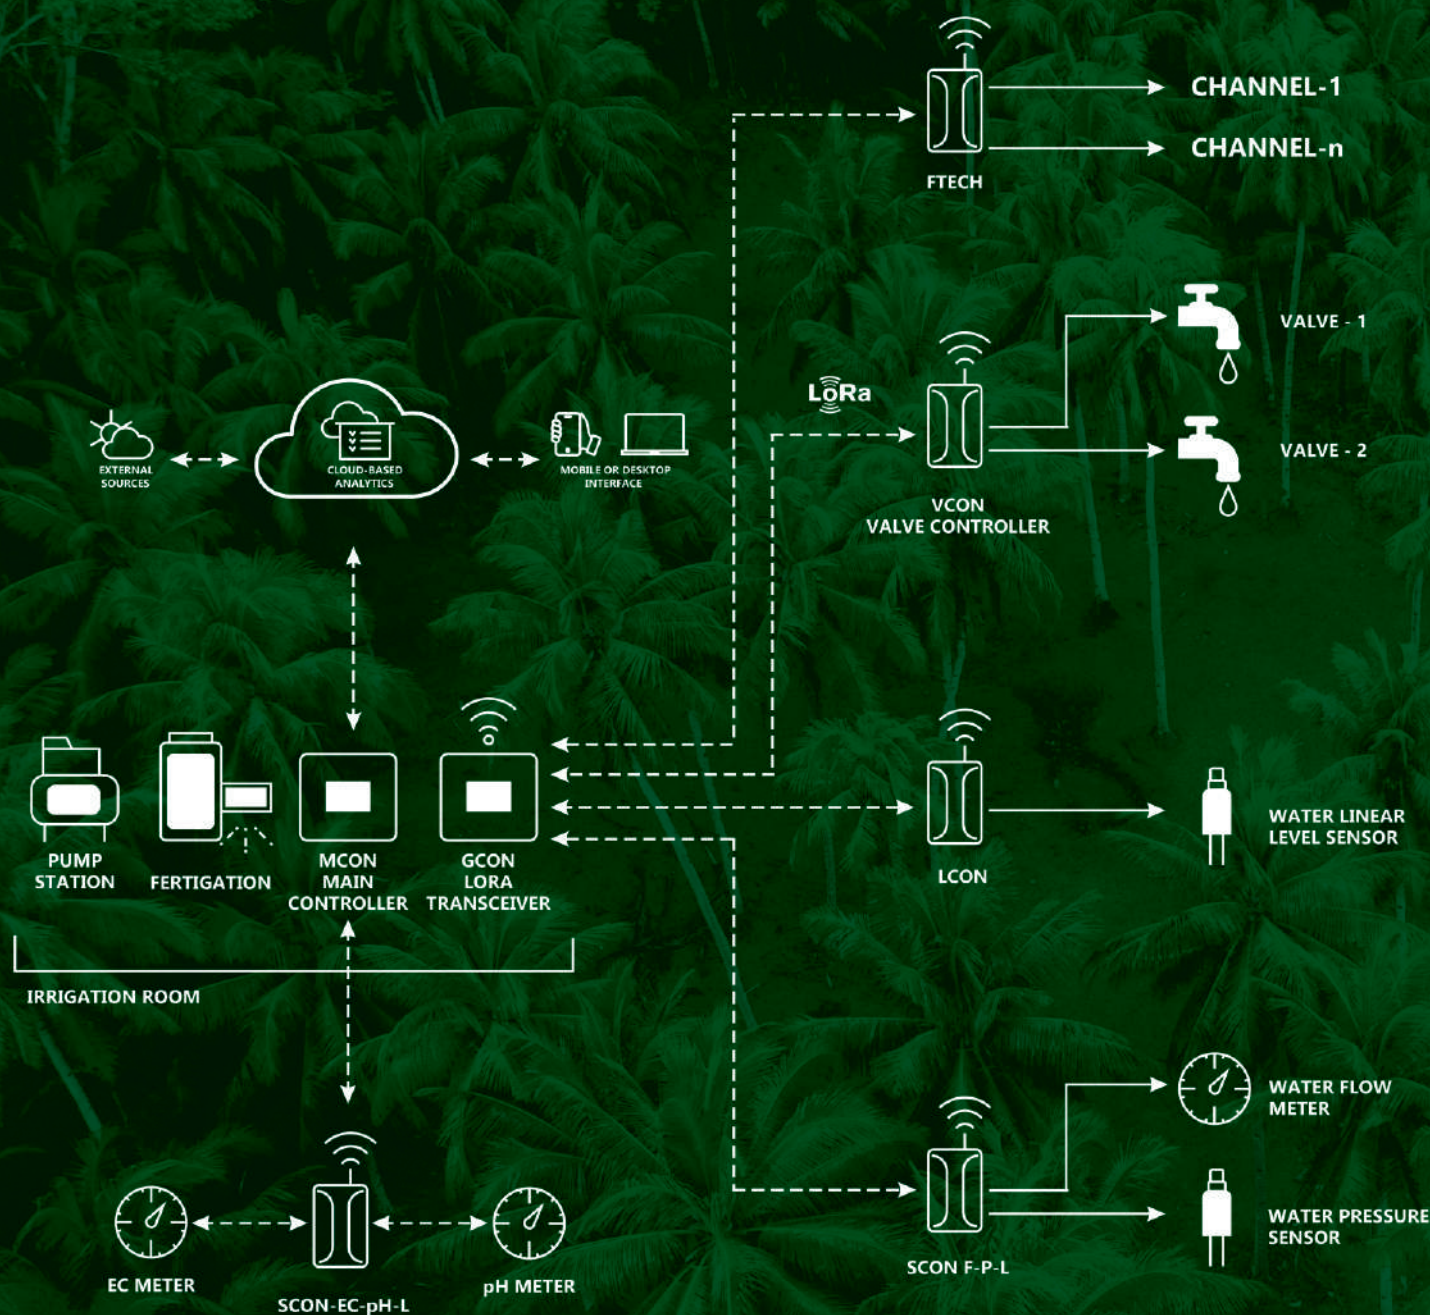 CHANNEL-1
CHANNEL-n
FTECH
VALVE - 1
LoRa
VALVE - 2
VCON
VALVE CONTROLLER
EXTERNAL
SOURCES
CLOUD-BASED
ANALYTICS
MOBILE OR DESKTOP
INTERFACE
PUMP
STATION
FERTIGATION
MCON
MAIN
CONTROLLER
GCON
LORA
TRANSCEIVER
IRRIGATION ROOM
LCON
WATER LINEAR
LEVEL SENSOR
WATER FLOW
METER
SCON F-P-L
WATER PRESSURE
SENSOR
EC METER
SCON-EC-pH-L
pH METER